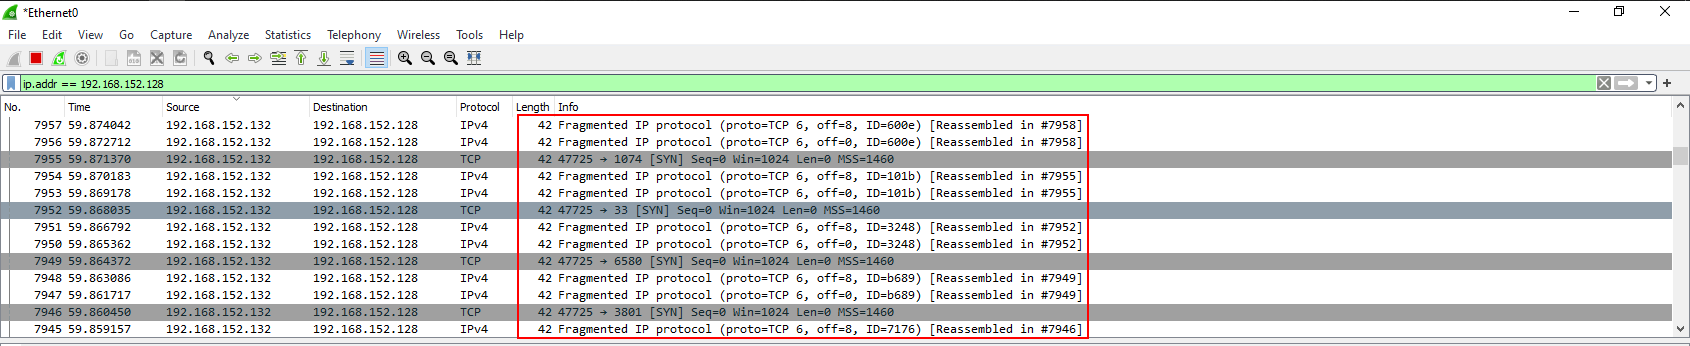 *Ethernet0
File Edit View Go Capture Analyze Statistics Telephony Wireless Tools Help
ip.addr == 192.168.152.128
No. Time Source Destination Protocol Length Info
7957 59.874042 192.168.152.132 192.168.152.128 IPv4 42 Fragmented IP protocol (proto=TCP 6, off=8, ID=600e) [Reassembled in #7958]
7956 59.872712 192.168.152.132 192.168.152.128 IPv4 42 Fragmented IP protocol (proto=TCP 6, off=0, ID=600e) [Reassembled in #7958]
7955 59.871370 192.168.152.132 192.168.152.128 TCP 42 47725 → 1074 [SYN] Seq=0 Win=1024 Len=0 MSS=1460
7954 59.870183 192.168.152.132 192.168.152.128 IPv4 42 Fragmented IP protocol (proto=TCP 6, off=8, ID=101b) [Reassembled in #7955]
7953 59.869178 192.168.152.132 192.168.152.128 IPv4 42 Fragmented IP protocol (proto=TCP 6, off=0, ID=101b) [Reassembled in #7955]
7952 59.868035 192.168.152.132 192.168.152.128 TCP 42 47725 → 33 [SYN] Seq=0 Win=1024 Len=0 MSS=1460
7951 59.866792 192.168.152.132 192.168.152.128 IPv4 42 Fragmented IP protocol (proto=TCP 6, off=8, ID=3248) [Reassembled in #7952]
7950 59.865362 192.168.152.132 192.168.152.128 IPv4 42 Fragmented IP protocol (proto=TCP 6, off=0, ID=3248) [Reassembled in #7952]
7949 59.864372 192.168.152.132 192.168.152.128 TCP 42 47725 → 6580 [SYN] Seq=0 Win=1024 Len=0 MSS=1460
7948 59.863086 192.168.152.132 192.168.152.128 IPv4 42 Fragmented IP protocol (proto=TCP 6, off=8, ID=b689) [Reassembled in #7949]
7947 59.861717 192.168.152.132 192.168.152.128 IPv4 42 Fragmented IP protocol (proto=TCP 6, off=0, ID=b689) [Reassembled in #7949]
7946 59.860450 192.168.152.132 192.168.152.128 TCP 42 47725 → 3801 [SYN] Seq=0 Win=1024 Len=0 MSS=1460
7945 59.859157 192.168.152.132 192.168.152.128 IPv4 42 Fragmented IP protocol (proto=TCP 6, off=8, ID=7176) [Reassembled in #7946]